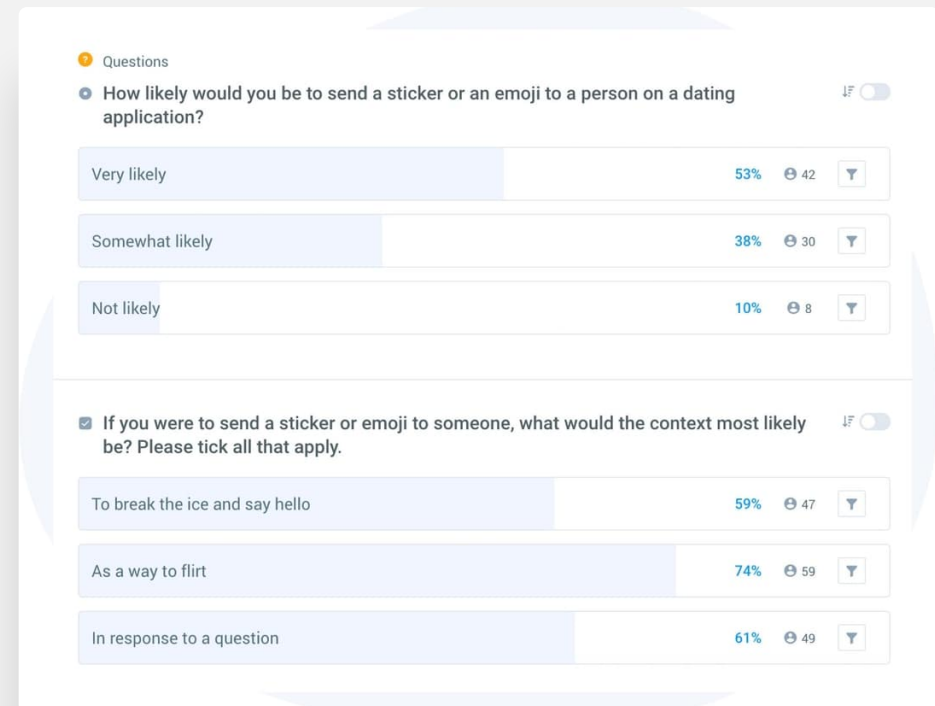 Questions
How likely would you be to send a sticker or an emoji to a person on a dating
application?
Very likely 53% 42
Somewhat likely 38% 30
Not likely 10% 8
If you were to send a sticker or emoji to someone, what would the context most likely
be? Please tick all that apply.
To break the ice and say hello 59% 47
As a way to flirt 74% 59
In response to a question 61% 49